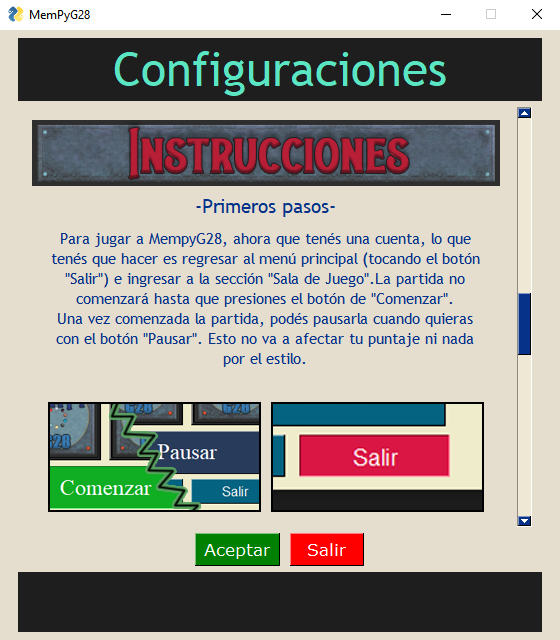 MemPyG28
Configuraciones
INSTRUCCIONES
-Primeros pasos-
Para jugar a MempyG28, ahora que tenés una cuenta, lo que
tenés que hacer es regresar al menú principal (tocando el botón
"Salir") e ingresar a la sección "Sala de Juego".La partida no
comenzará hasta que presiones el botón de "Comenzar".
Una vez comenzada la partida, podés pausarla cuando quieras
con el botón "Pausar". Esto no va a afectar tu puntaje ni nada
por el estilo.
G28
G28
G28
Pausar
Comenzar
Salir
Salir
Aceptar
Salir